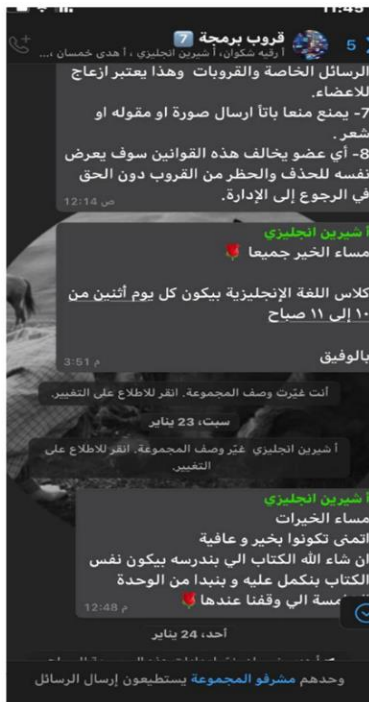 11:45
5
قروب برمجة 7
أ رقيه شكوان، أ شيرين انجليزي ، أ هدى خمسان ،...
الرسائل الخاصة والقروبات وهذا يعتبر ازعاج
للاعضاء.
7- يمنع منعا باتاً ارسال صورة او مقوله او
شعر .
8- أي عضو يخالف هذه القوانين سوف يعرض
نفسه للحذف والحظر من القروب دون الحق
في الرجوع إلى الإدارة.
12:14 ص
أ شيرين انجليزي
مساء الخير جميعا 🌹
كلاس اللغة الإنجليزية بيكون كل يوم أثنين من
١٠ إلى ١١ صباح
بالوفيق
3:51 م
أنت غيّرت وصف المجموعة. انقر للاطلاع على التغيير.
سبت، 23 يناير
أ شيرين انجليزي غيّر وصف المجموعة. انقر للاطلاع على
التغيير.
أ شيرين انجليزي
مساء الخيرات
اتمنى تكونوا بخير و عافية
ان شاء الله الكتاب الي بندرسه بيكون نفس
الكتاب بنكمل عليه و بنبدا من الوحدة
الي وقفنا عندها 🌹
12:48 م
أحد، 24 يناير
وحدهم مشرفو المجموعة يستطيعون إرسال الرسائل